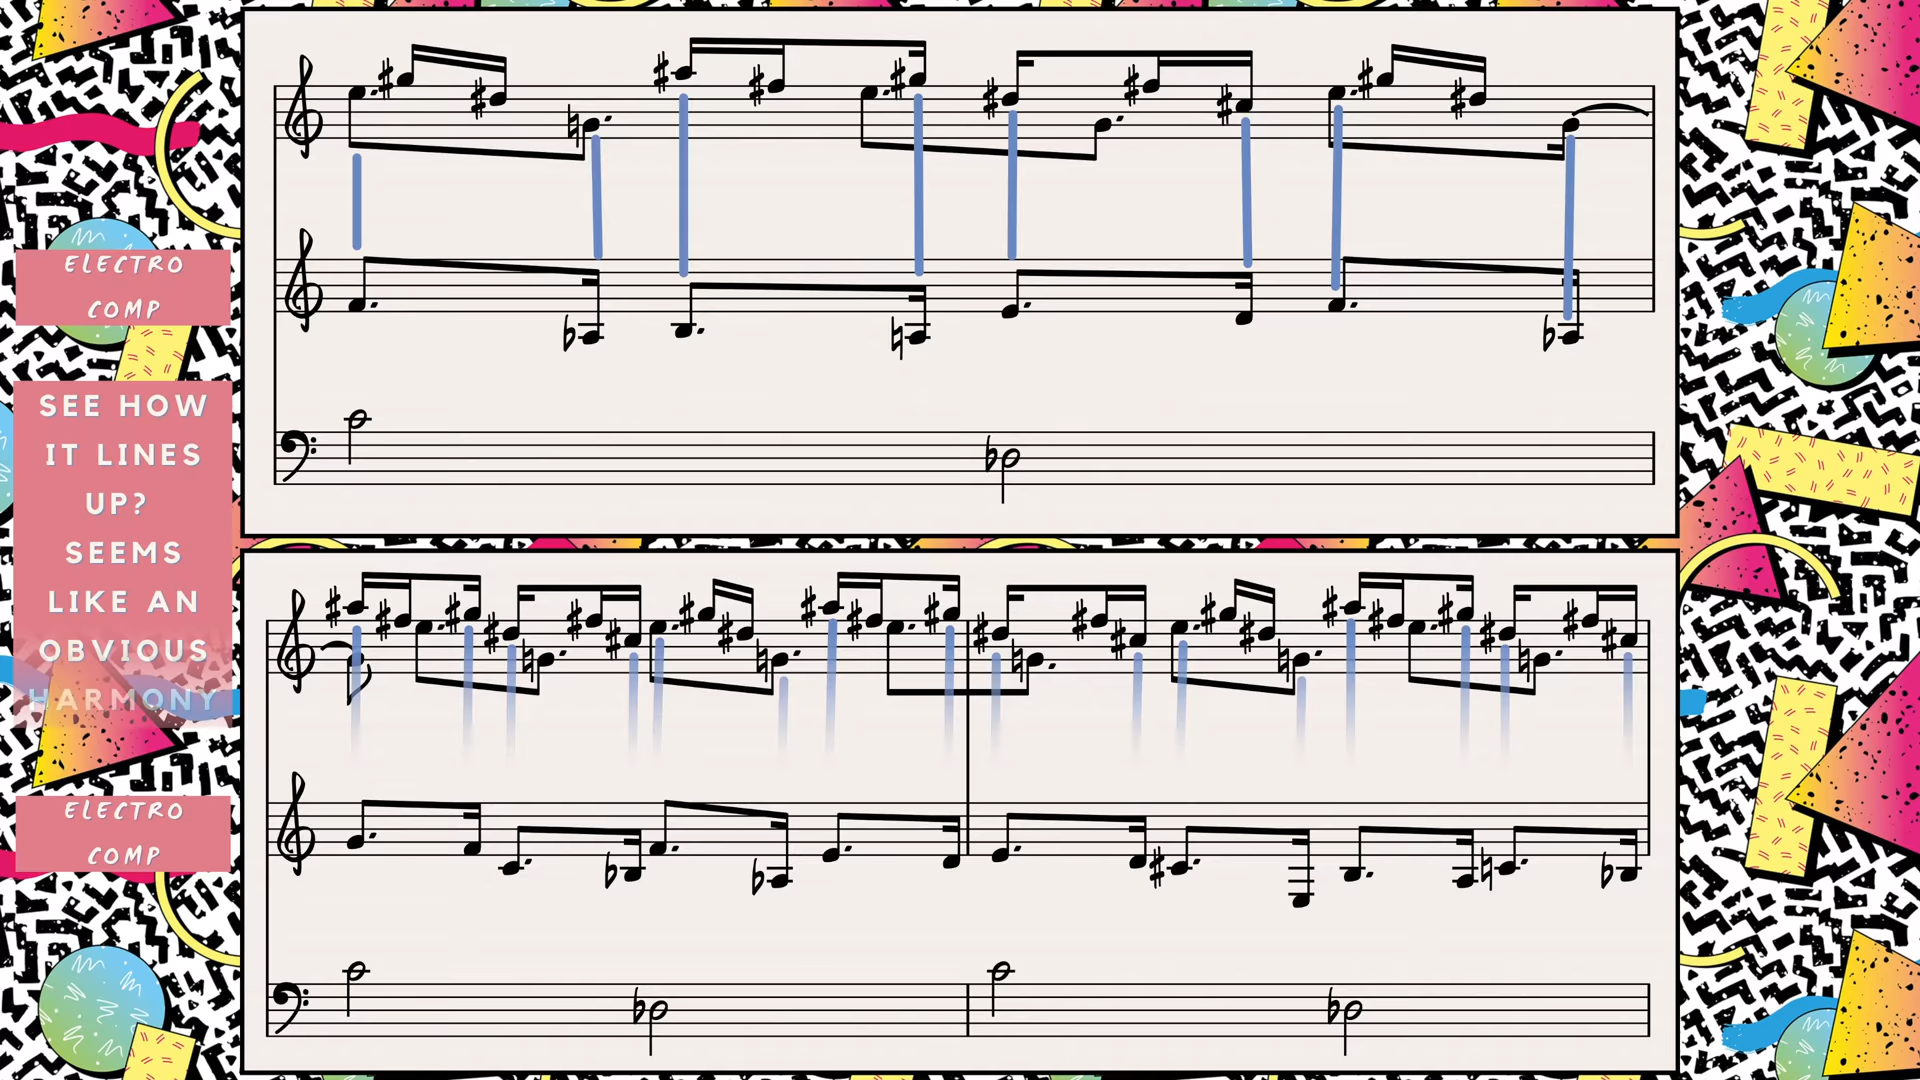 ELECTRO
COMP
SEE HOW
IT LINES
UP?
SEEMS
LIKE AN
OBVIOUS
HARMONY
ELECTRO
COMP